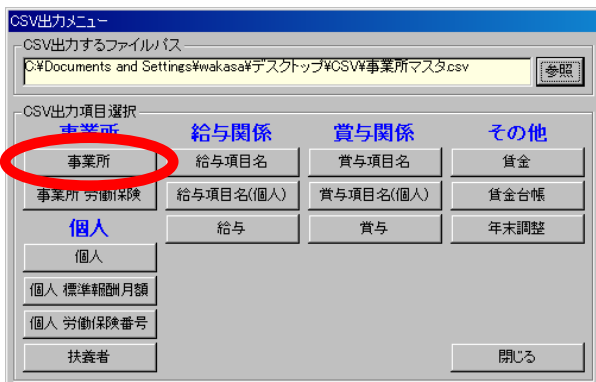 CSV出力メニュー
CSV出力するファイルパス
C:¥Documents and Settings¥wakasa¥デスクトップ¥CSV¥事業所マスタ.csv
参照
CSV出力項目選択
事業所 給与関係 賞与関係 その他
事業所 給与項目名 賞与項目名 賃金
事業所 労働保険 給与項目名(個人) 賞与項目名(個人) 賃金台帳
個人 給与 賞与 年末調整
個人
個人 標準報酬月額
個人 労働保険番号
扶養者 閉じる